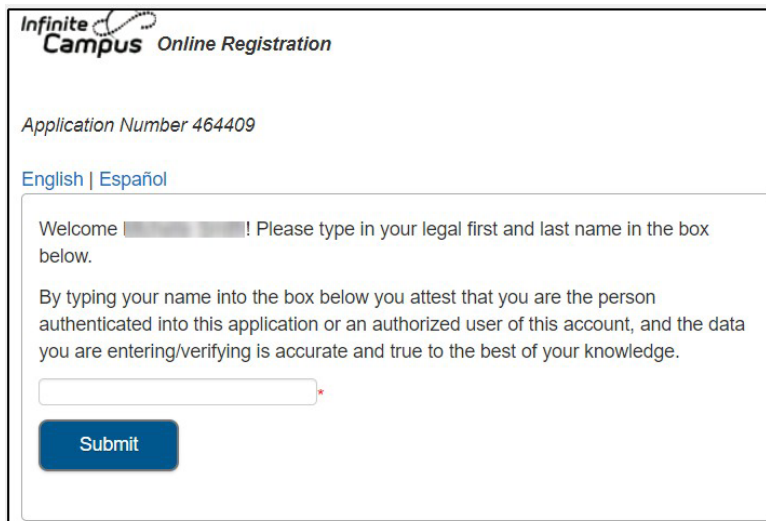 Infinite
Campus Online Registration
Application Number 464409
English | Español
Welcome ! Please type in your legal first and last name in the box
below.
By typing your name into the box below you attest that you are the person
authenticated into this application or an authorized user of this account, and the data
you are entering/verifying is accurate and true to the best of your knowledge.
*
Submit